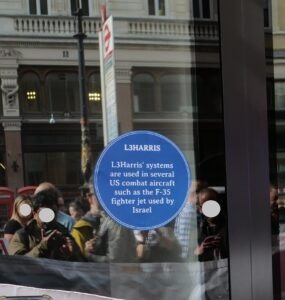 L3HARRIS
L3Harris' systems
are used in several
US combat aircraft
such as the F-35
fighter jet used by
Israel